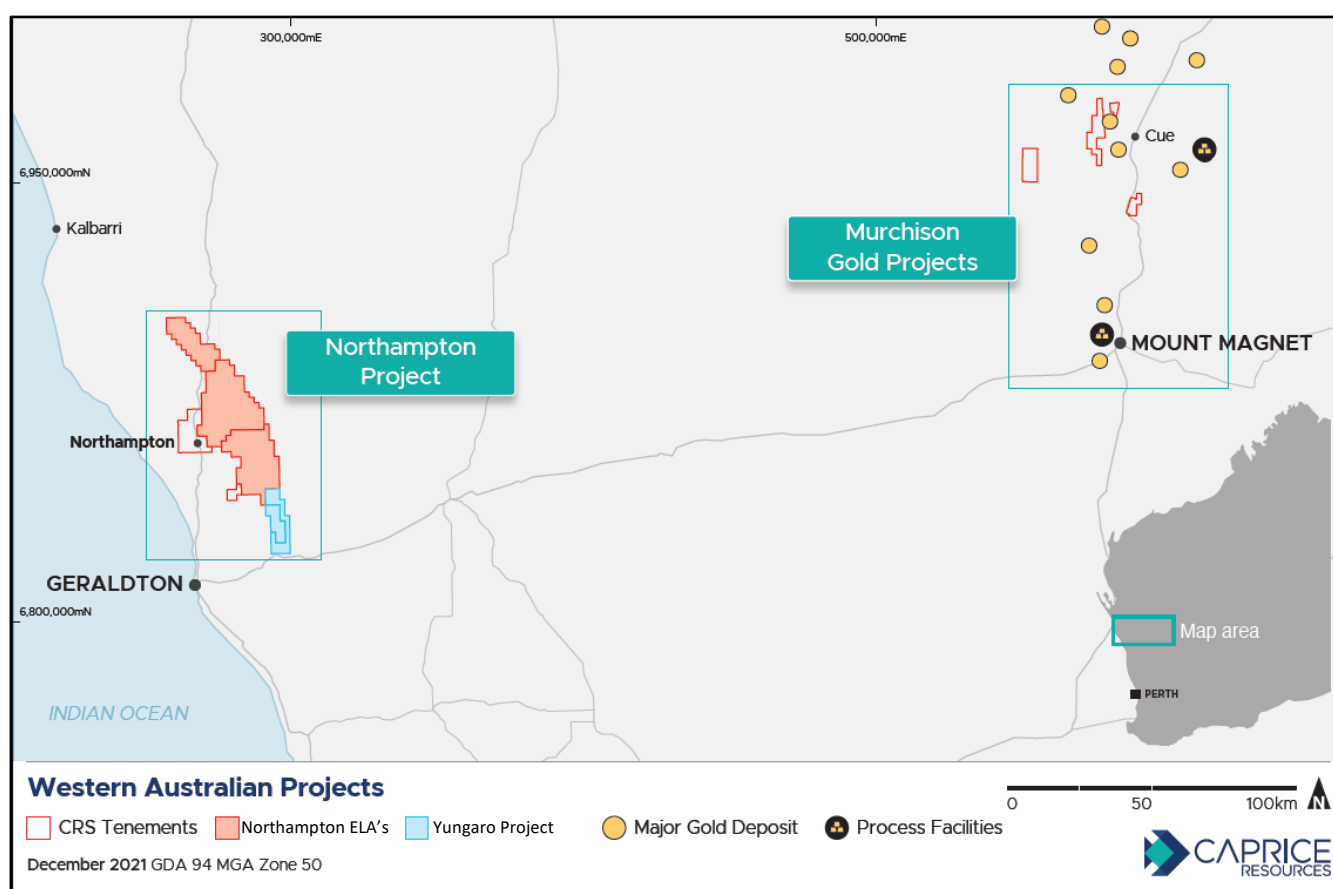 300,000mE
500,000mE
Cue
6,950,000mN
Kalbarri
Murchison
Gold Projects
Northampton
Project
MOUNT MAGNET
Northampton
GERALDTON
6,800,000mN
Map area
PERTH
INDIAN OCEAN
Western Australian Projects
0 50 100km N
CRS Tenements Northampton ELA's Yungaro Project Major Gold Deposit Process Facilities
December 2021 GDA 94 MGA Zone 50
CAPRICE
RESOURCES